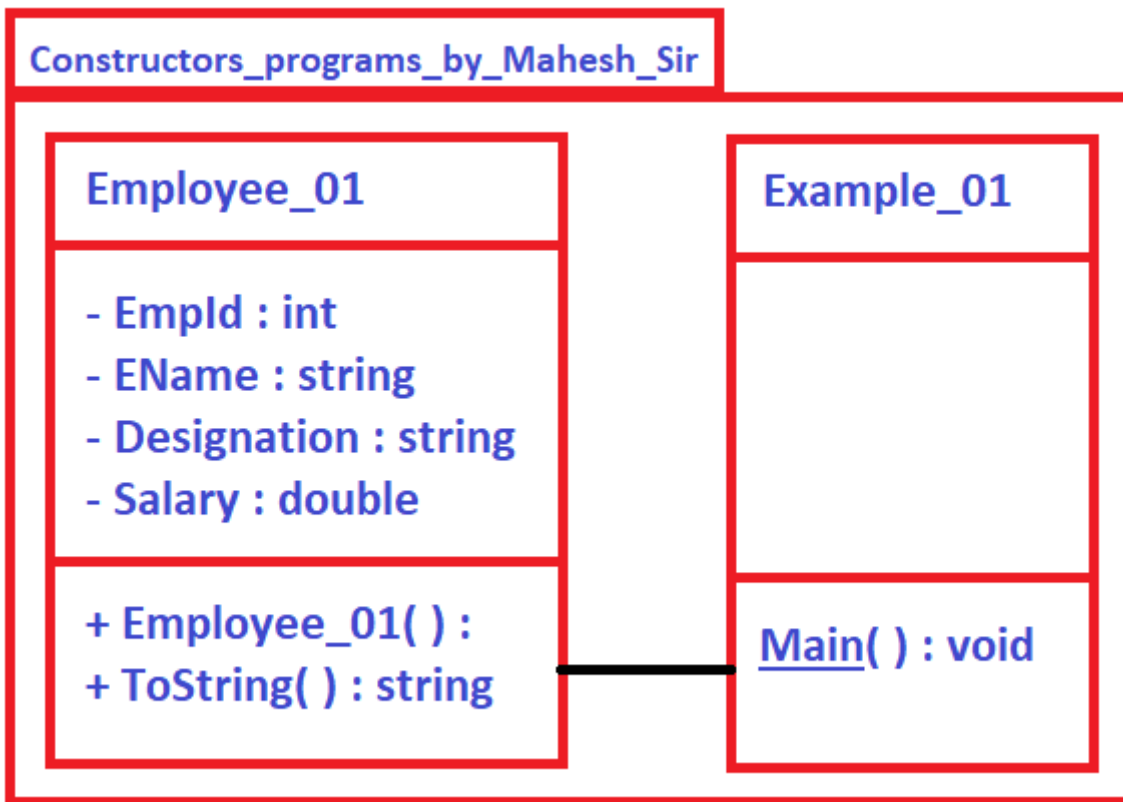 Constructors_programs_by_Mahesh_Sir
Employee_01
- EmpId : int
- EName : string
- Designation : string
- Salary : double
+ Employee_01( ) :
+ ToString( ) : string
Example_01
Main( ) : void